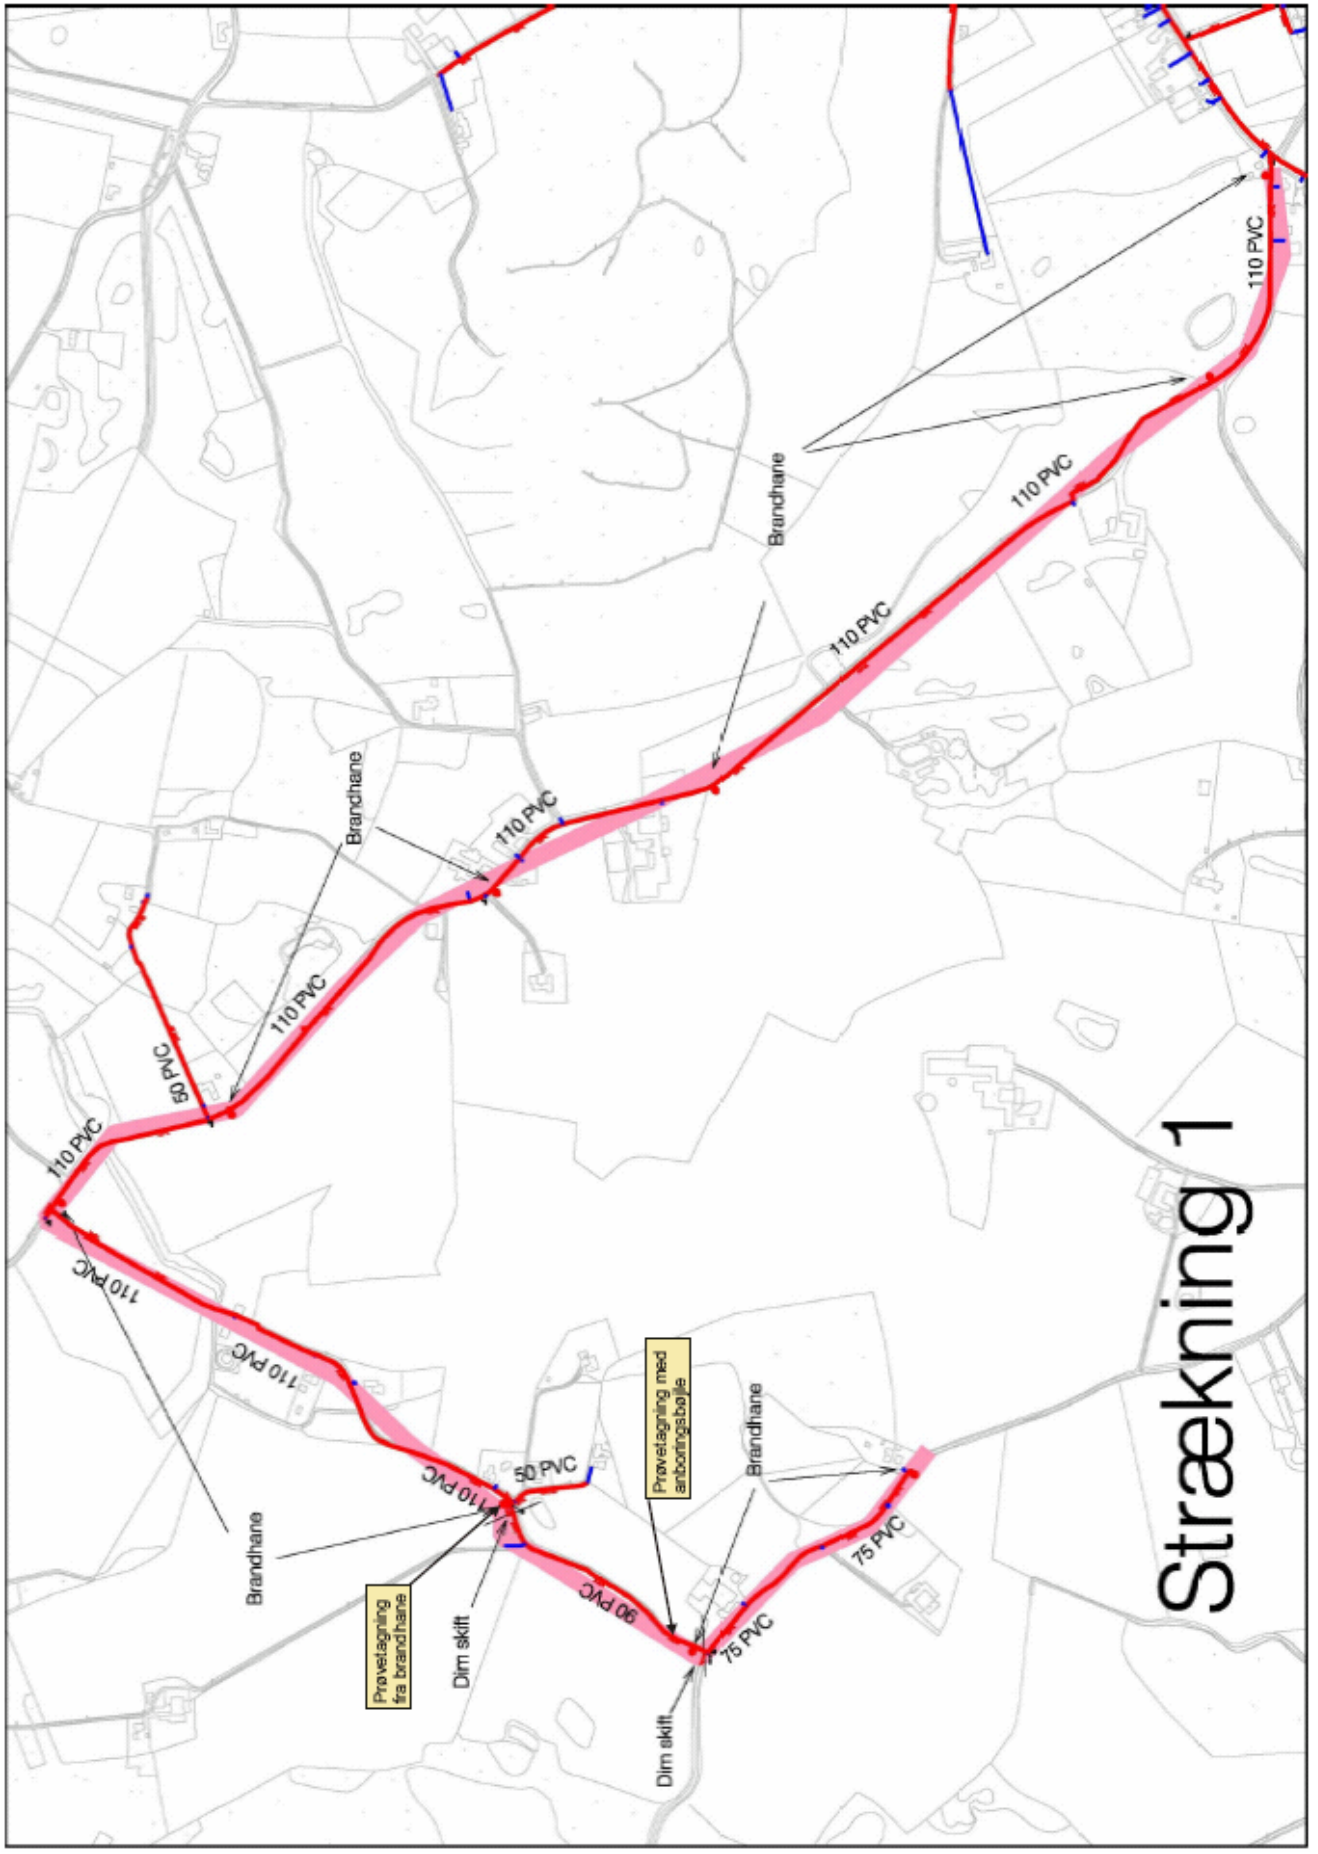 Brandhane
110 PVC
110 PVC
110 PVC
110 PVC
Brandhane
110 PVC
50 PVC
110 PVC
110 PVC
110 PVC
110 PVC
110 PVC
Brandhane
50 PVC
Prøvetagning
fra brandhane
Dim skift
90 PVC
Prøvetagning med
anboringsbøjle
Brandhane
75 PVC
75 PVC
Dim skift
Strækning 1